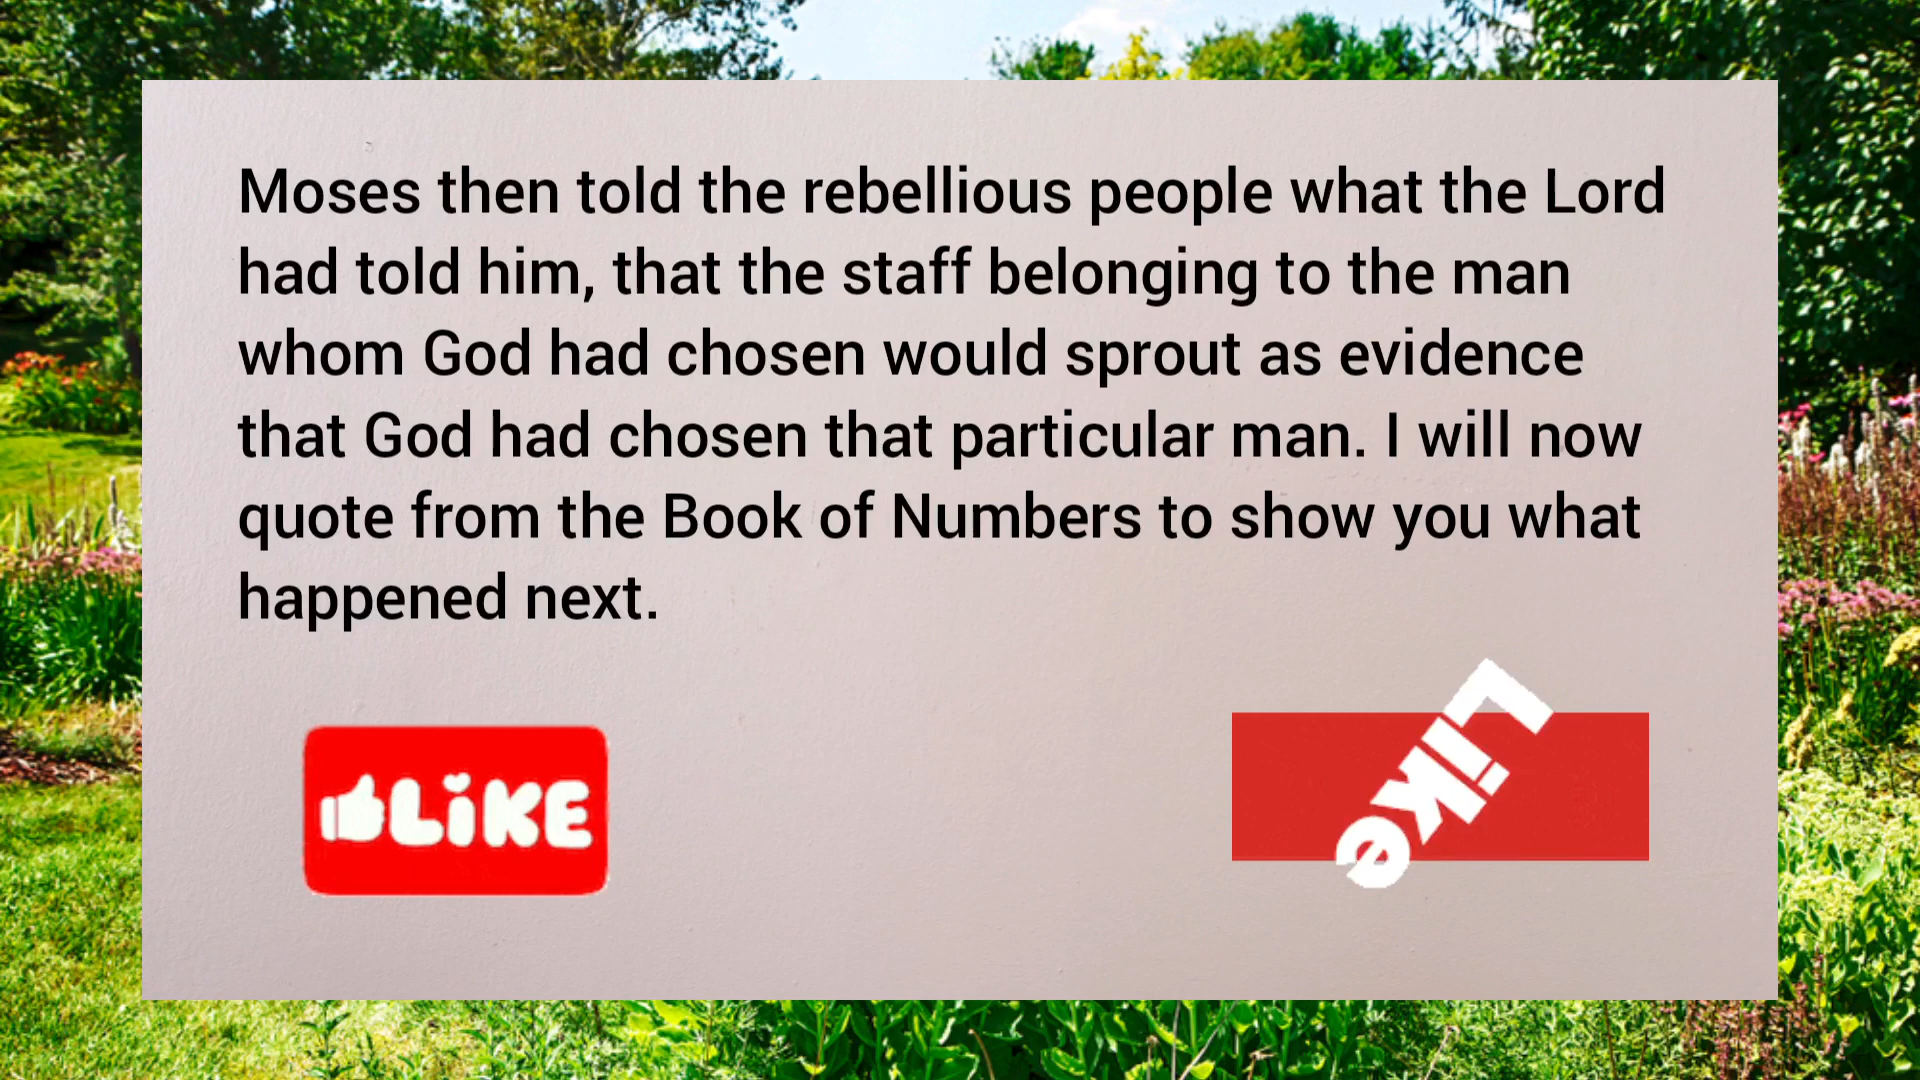 Moses then told the rebellious people what the Lord
had told him, that the staff belonging to the man
whom God had chosen would sprout as evidence
that God had chosen that particular man. I will now
quote from the Book of Numbers to show you what
happened next.
LiKE
Like